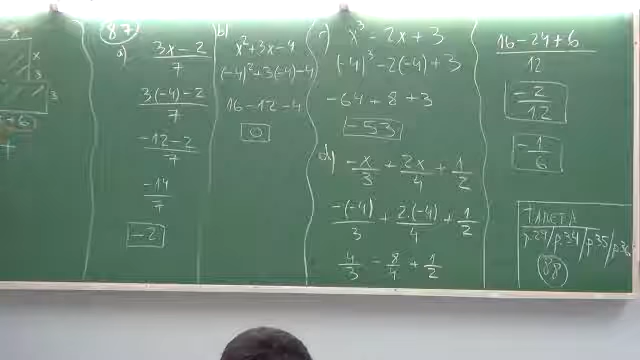 x
x
3
3
87)
a)
3x-2/7
3(-4)-2/7
-12-2/7
-14/7
-2
b)
x²+3x-4
(-4)²+3(-4)-4
16-12-4
0
c)
x³-2x+3
(-4)³-2(-4)+3
-64+8+3
-53
d)
-x/3+2x/4+1/2
-(-4)/3+2.(-4)/4+1/2
4/3-8/4+1/2
16-24+6/12
-2/12
-1/6
TAREFA
p.34/p.35/
88